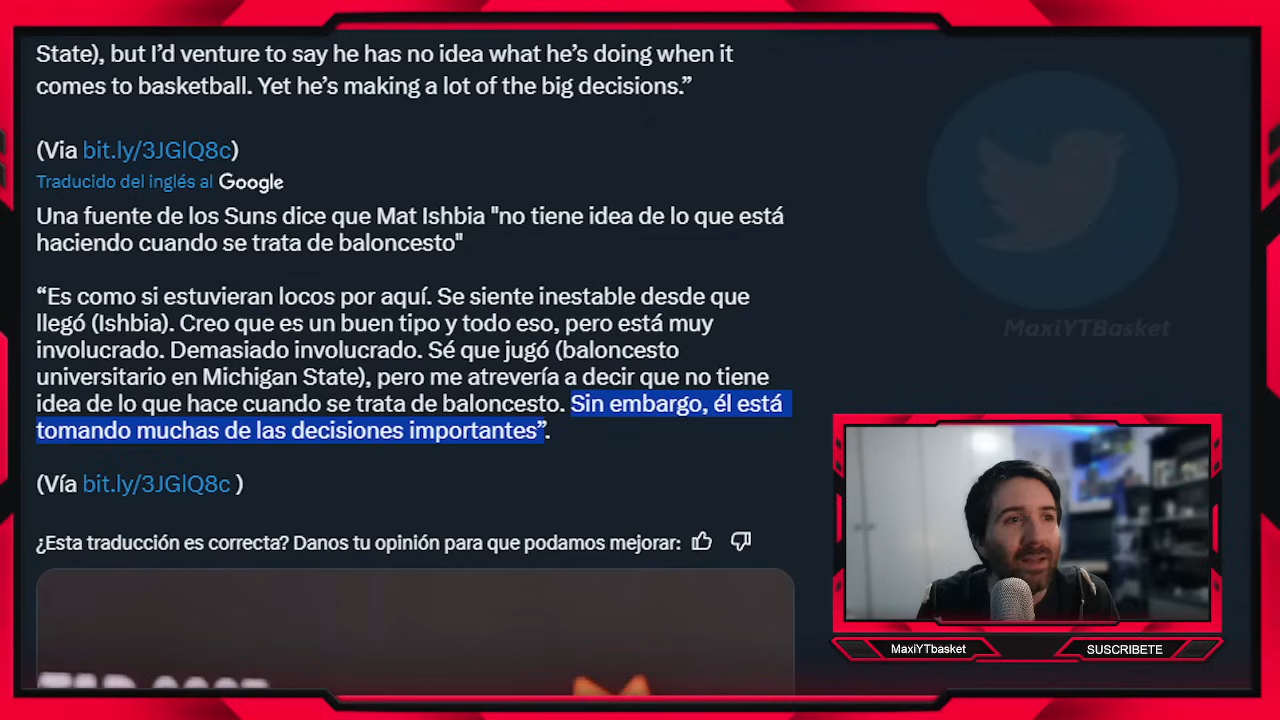 State), but I’d venture to say he has no idea what he’s doing when it
comes to basketball. Yet he’s making a lot of the big decisions.”
(Via bit.ly/3JGlQ8c)
Traducido del inglés al Google
Una fuente de los Suns dice que Mat Ishbia "no tiene idea de lo que está
haciendo cuando se trata de baloncesto"
“Es como si estuvieran locos por aquí. Se siente inestable desde que
llegó (Ishbia). Creo que es un buen tipo y todo eso, pero está muy
involucrado. Demasiado involucrado. Sé que jugó (baloncesto
universitario en Michigan State), pero me atrevería a decir que no tiene
idea de lo que hace cuando se trata de baloncesto. Sin embargo, él está
tomando muchas de las decisiones importantes”.
(Vía bit.ly/3JGlQ8c )
¿Esta traducción es correcta? Danos tu opinión para que podamos mejorar:
MaxiYTBasket
MaxiYTbasket
SUSCRIBETE